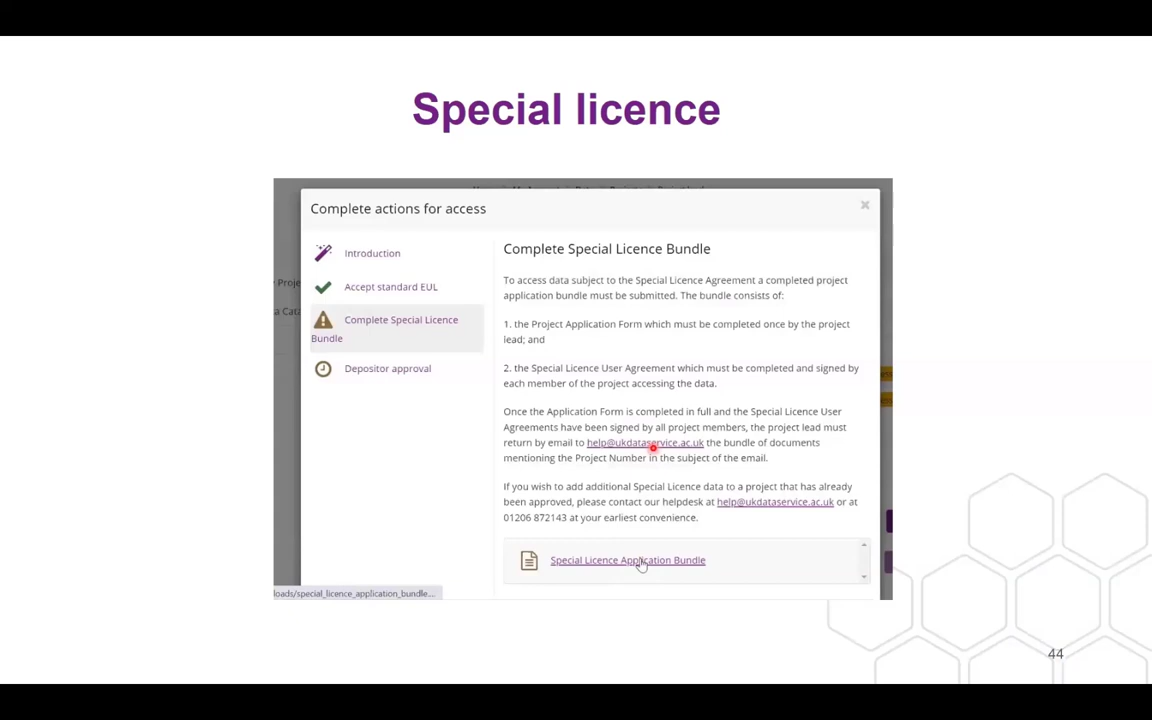 Special licence
Complete actions for access
Introduction
Accept standard EUL
Complete Special Licence
Bundle
Depositor approval
Complete Special Licence Bundle
To access data subject to the Special Licence Agreement a completed project
application bundle must be submitted. The bundle consists of:
1. the Project Application Form which must be completed once by the project
lead; and
2. the Special Licence User Agreement which must be completed and signed by
each member of the project accessing the data.
Once the Application Form is completed in full and the Special Licence User
Agreements have been signed by all project members, the project lead must
return by email to help@ukdataservice.ac.uk the bundle of documents
mentioning the Project Number in the subject of the email.
If you wish to add additional Special Licence data to a project that has already
been approved, please contact our helpdesk at help@ukdataservice.ac.uk or at
01206 872143 at your earliest convenience.
Special Licence Application Bundle
loads/special_licence_application_bundle...
44